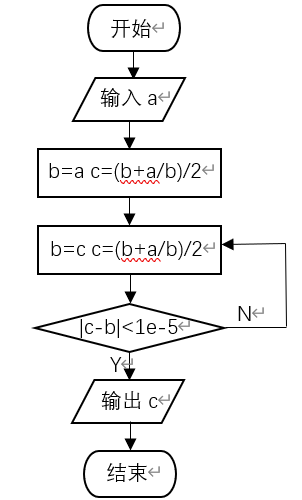 开始
输入 a
b=a c=(b+a/b)/2
b=c c=(b+a/b)/2
|c-b|<1e-5
N
Y
输出 c
结束